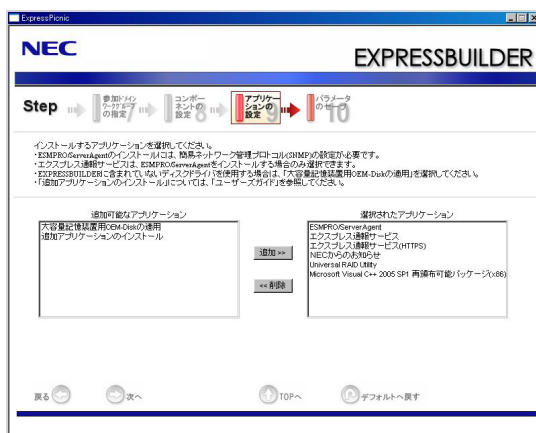 ExpressPicnic
NEC
EXPRESSBUILDER
Step
参加ドメイン
ワークグループ
の指定 7
コンポー
ネントの
設定 8
アプリケー
ションの
設定 9
パラメータ
のセーブ 10
インストールするアプリケーションを選択してください。
・ESMPRO/ServerAgentのインストールには、簡易ネットワーク管理プロトコル(SNMP)の設定が必要です。
・エクスプレス通報サービスは、ESMPRO/ServerAgentをインストールする場合のみ選択できます。
・EXPRESSBUILDERに含まれていないディスクドライバを使用する場合は、「大容量記憶装置用OEM-Diskの適用」を選択してください。
・「追加アプリケーションのインストール」については、「ユーザーズガイド」を参照してください。
追加可能なアプリケーション
大容量記憶装置用OEM-Diskの適用
追加アプリケーションのインストール
追加 >>
<< 削除
選択されたアプリケーション
ESMPRO/ServerAgent
エクスプレス通報サービス
エクスプレス通報サービス(HTTPS)
NECからのお知らせ
Universal RAID Utility
Microsoft Visual C++ 2005 SP1 再頒布可能パッケージ(x86)
戻る
次へ
TOPへ
デフォルトへ戻す